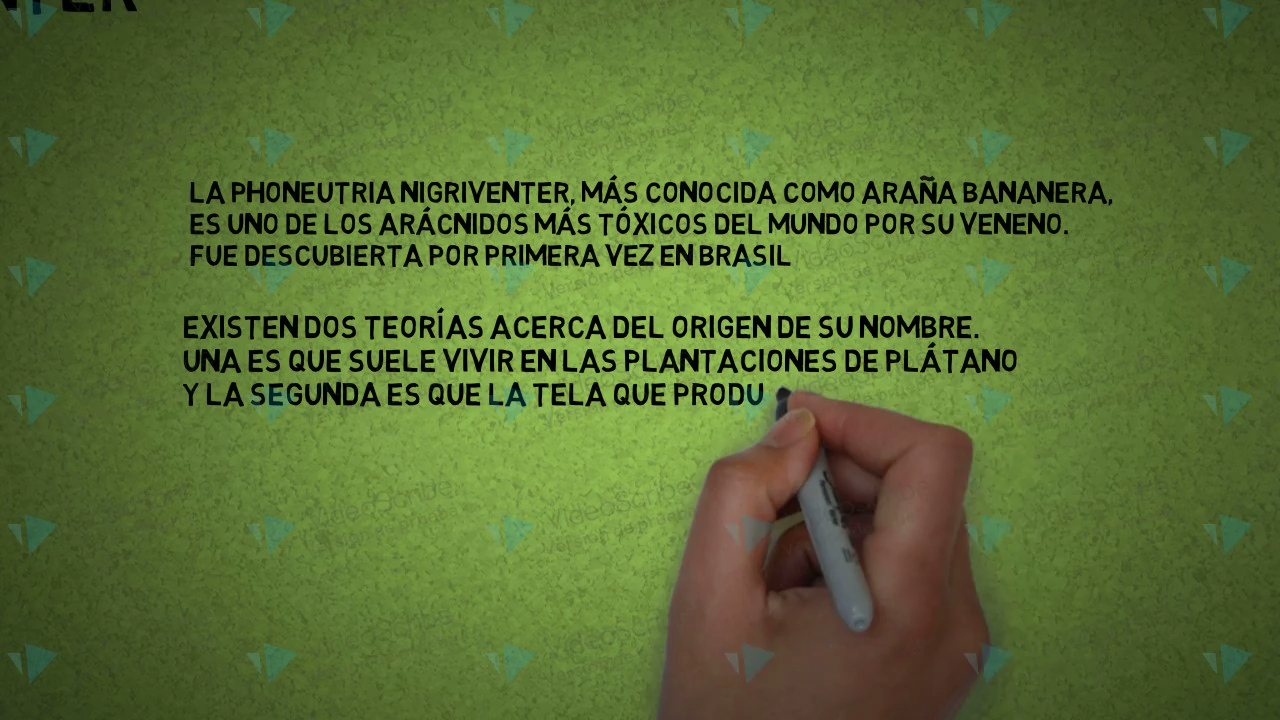 LA PHONEUTRIA NIGRIVENTER, MÁS CONOCIDA COMO ARAÑA BANANERA,
ES UNO DE LOS ARÁCNIDOS MÁS TÓXICOS DEL MUNDO POR SU VENENO.
FUE DESCUBIERTA POR PRIMERA VEZ EN BRASIL
EXISTEN DOS TEORÍAS ACERCA DEL ORIGEN DE SU NOMBRE.
UNA ES QUE SUELE VIVIR EN LAS PLANTACIONES DE PLÁTANO
Y LA SEGUNDA ES QUE LA TELA QUE PRODU